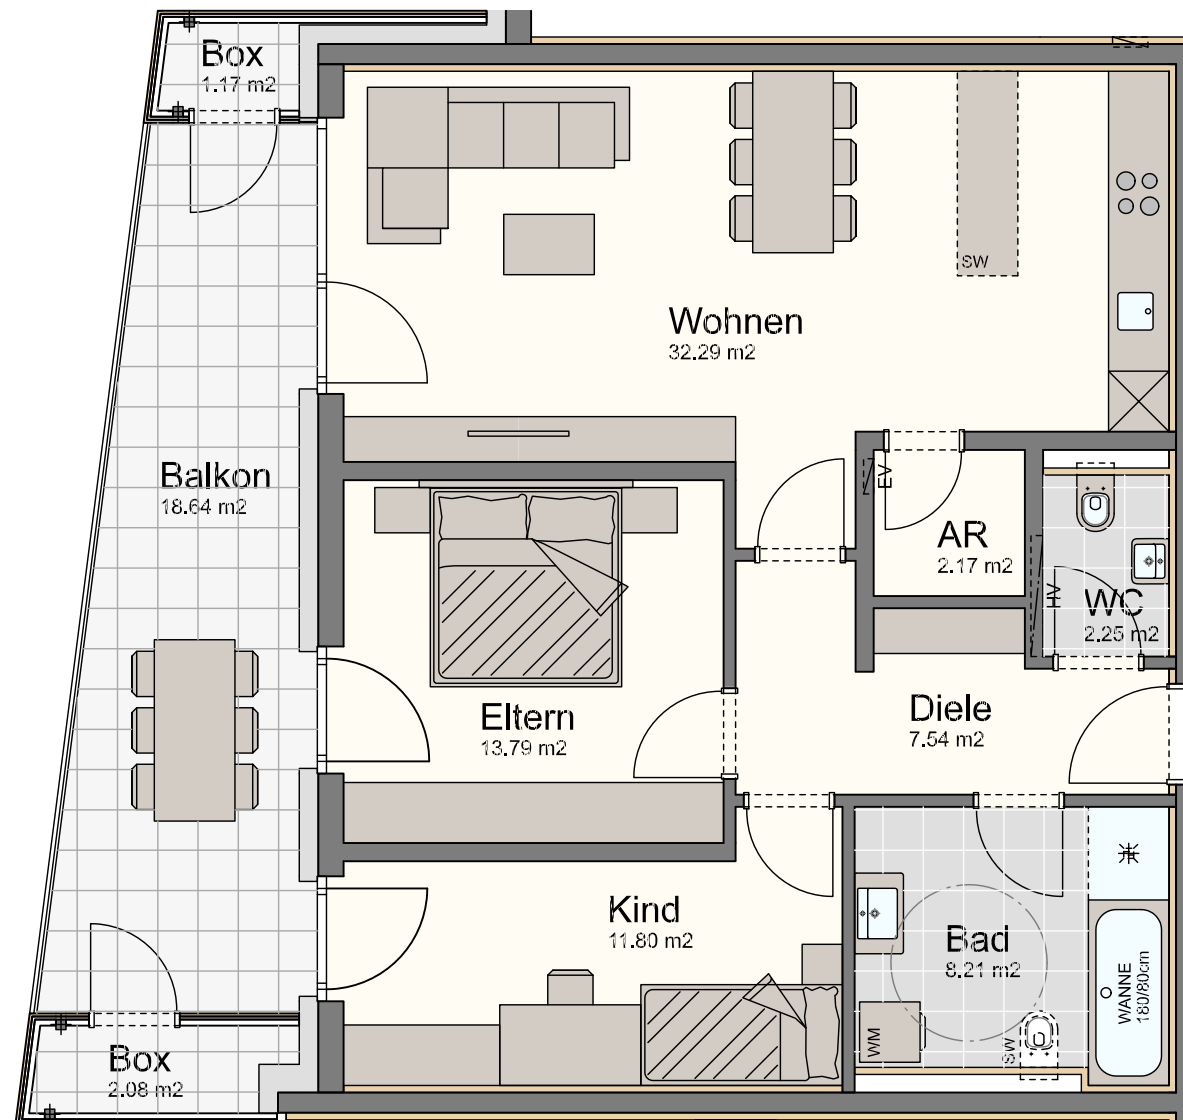 Box
1.17 m2
SW
Wohnen
32.29 m2
Balkon
18.64 m2
EV
AR
2.17 m2
HV
WC
2.25 m2
Eltern
13.79 m2
Diele
7.54 m2
Kind
11.80 m2
Bad
8.21 m2
WANNE
180/80cm
WM
SW
Box
2.08 m2